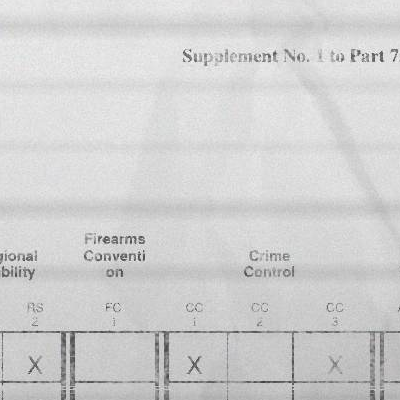 Supplement No. 1 to Part 7
Firearms
gional Conventi Crime
bility on Control
RS FC CC CC CC
2 1 1 2 3
X X X